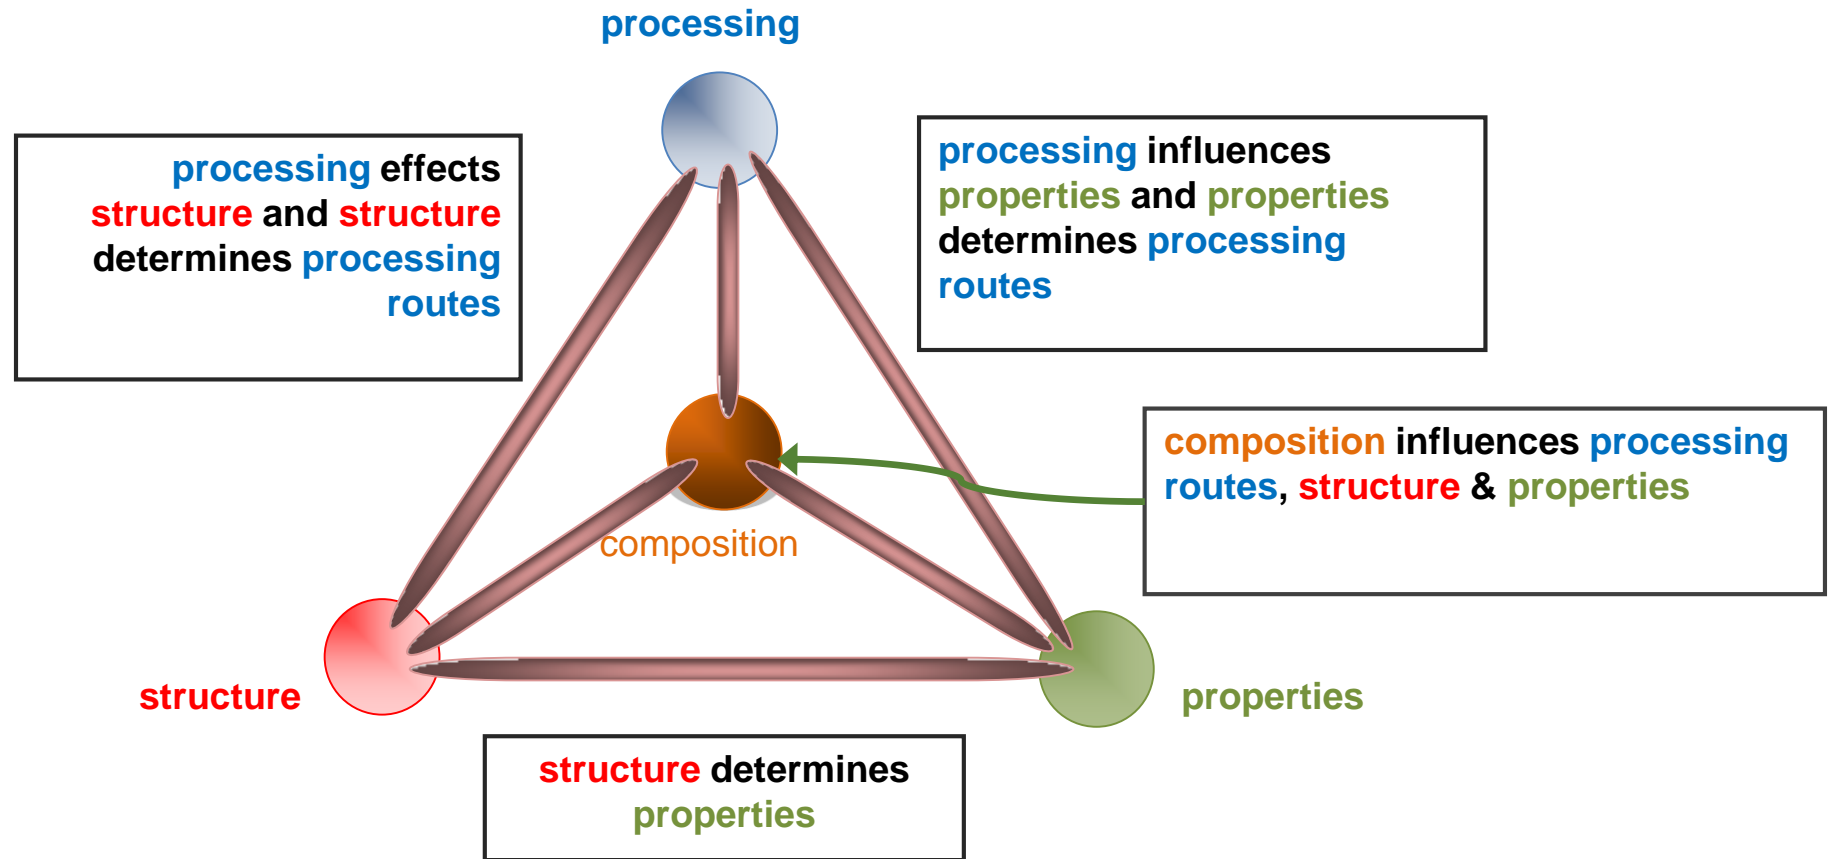 processing
processing effects
structure and structure
determines processing
routes
processing influences
properties and properties
determines processing
routes
composition influences processing
routes, structure & properties
composition
structure
properties
structure determines
properties